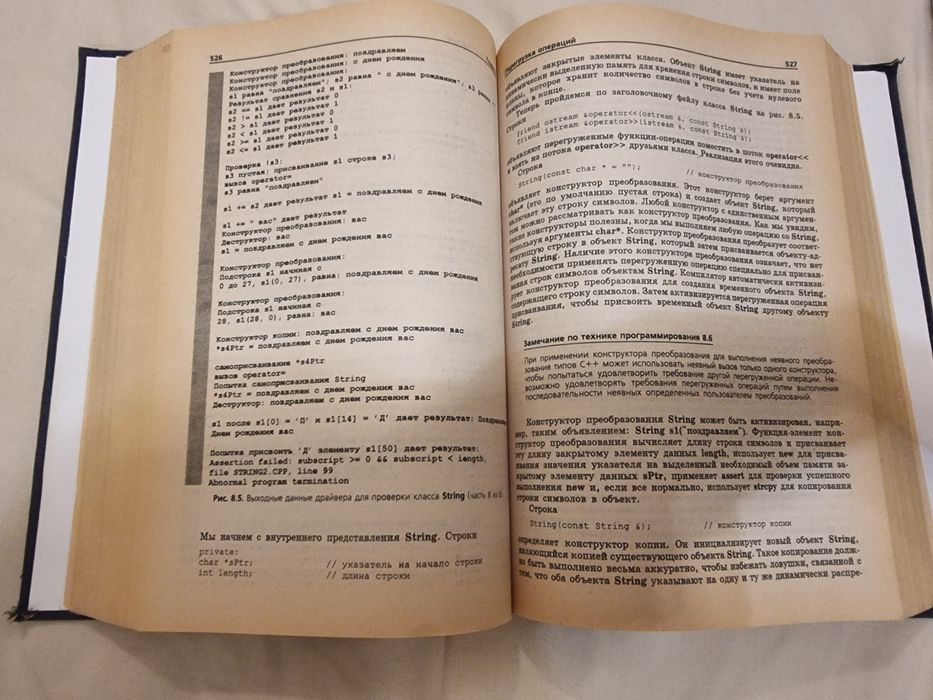 526
Конструктор преобразования: поздравляем
Конструктор преобразования: с днем рождения
Конструктор преобразования:
s1 равна "поздравляем"; s2 равна " с днем рождения"; s3 равна "
Результат сравнения s2 и s1:
s2 == s1 дает результат 0
s2 != s1 дает результат 1
s2 > s1 дает результат 0
s2 < s1 дает результат 1
s2 >= s1 дает результат 0
s2 <= s1 дает результат 1
Проверка !s3:
s3 пустая; присваивание s1 строке s3;
вызов operator=
s3 равна "поздравляем"
s1 += s2 дает результат s1 = поздравляем с днем рождения
s1 += " вас" дает результат
Конструктор преобразования: вас
Деструктор: вас
s1 = поздравляем с днем рождения вас
Конструктор преобразования:
Подстрока s1 начиная с
0 до 27, s1(0, 27), равна: поздравляем с днем рождения
Конструктор преобразования:
Подстрока s1 начиная с
28, s1(28, 0), равна: вас
Конструктор копии: поздравляем с днем рождения вас
*s4Ptr = поздравляем с днем рождения вас
самоприсваивание *s4Ptr
вызов operator=
Попытка самоприсваивания String
*s4Ptr = поздравляем с днем рождения вас
Деструктор: поздравляем с днем рождения вас
s1 после s1[0] = 'П' и s1[14] = 'Д' дает результат: Поздрав
Днем рождения вас
Попытка присвоить 'Д' элементу s1[50] дает результат:
Assertion failed: subscript >= 0 && subscript < length,
file STRING2.CPP, line 99
Abnormal program termination
Рис. 8.5. Выходные данные драйвера для проверки класса String (часть 8 из 8)
Мы начнем с внутреннего представления String. Строки
private:
char *sPtr; // указатель на начало строки
int length; // длина строки
Перегрузка операций 527
объявляют закрытые элементы класса. Объект String имеет указатель на
динамически выделенную память для хранения строки символов, и имеет поле
длины, которое хранит количество символов в строке без учета нулевого
символа в конце.
Теперь пройдемся по заголовочному файлу класса String на рис. 8.5.
Строки
friend ostream &operator<<(ostream &, const String &);
friend istream &operator>>(istream &, const String &);
объявляют перегруженные функции-операции поместить в поток operator<<
и взять из потока operator>> друзьями класса. Реализация этого очевидна.
Строка
String(const char * = ""); // конструктор преобразования
объявляет конструктор преобразования. Этот конструктор берет аргумент
char* (это по умолчанию пустая строка) и создает объект String, который
включает эту строку символов. Любой конструктор с единственным аргумен-
том можно рассматривать как конструктор преобразования. Как мы увидим,
такие конструкторы полезны, когда мы выполняем любую операцию со String,
используя аргументы char*. Конструктор преобразования преобразует соответ-
ствующую строку в объект String, который затем присваивается объекту-ад-
ресату String. Наличие этого конструктора преобразования означает, что нет
необходимости применять перегруженную операцию специально для присваи-
вания строк символов объектам String. Компилятор автоматически активизи-
рует конструктор преобразования для создания временного объекта String,
содержащего строку символов. Затем активизируется перегруженная операция
присваивания, чтобы присвоить временный объект String другому объекту
String.
Замечание по технике программирования 8.6
При применении конструктора преобразования для выполнения неявного преобра-
зования типов C++ может использовать неявный вызов только одного конструктора,
чтобы попытаться удовлетворить требование другой перегруженной операции. Не-
возможно удовлетворять требования перегруженных операций путем выполнения
последовательности неявных определенных пользователем преобразований
Конструктор преобразования String может быть активизирован, напри-
мер, таким объявлением: String s1("поздравляем"). Функция-элемент кон-
структор преобразования вычисляет длину строки символов и присваивает
эту длину закрытому элементу данных length, использует new для присва-
ивания значения указателя на выделенный необходимый объем памяти за-
крытому элементу данных sPtr, применяет assert для проверки успешного
выполнения new и, если все нормально, использует strcpy для копирования
строки символов в объект.
Строка
String(const String &); // конструктор копии
определяет конструктор копии. Он инициализирует новый объект String,
являющийся копией существующего объекта String. Такое копирование долж-
но быть выполнено весьма аккуратно, чтобы избежать ловушки, связанной с
тем, что оба объекта String указывают на одну и ту же динамически распре-